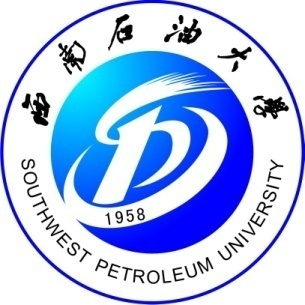 西南石油大学
1958
SOUTHWEST PETROLEUM UNIVERSITY